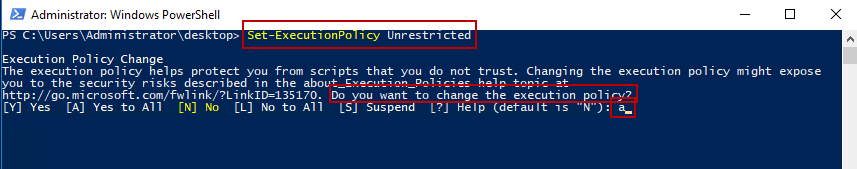 Administrator: Windows PowerShell
PS C:\Users\Administrator\desktop> Set-ExecutionPolicy Unrestricted
Execution Policy Change
The execution policy helps protect you from scripts that you do not trust. Changing the execution policy might expose
you to the security risks described in the about_Execution_Policies help topic at
http://go.microsoft.com/fwlink/?LinkID=135170. Do you want to change the execution policy?
[Y] Yes  [A] Yes to All  [N] No  [L] No to All  [S] Suspend  [?] Help (default is "N"): a